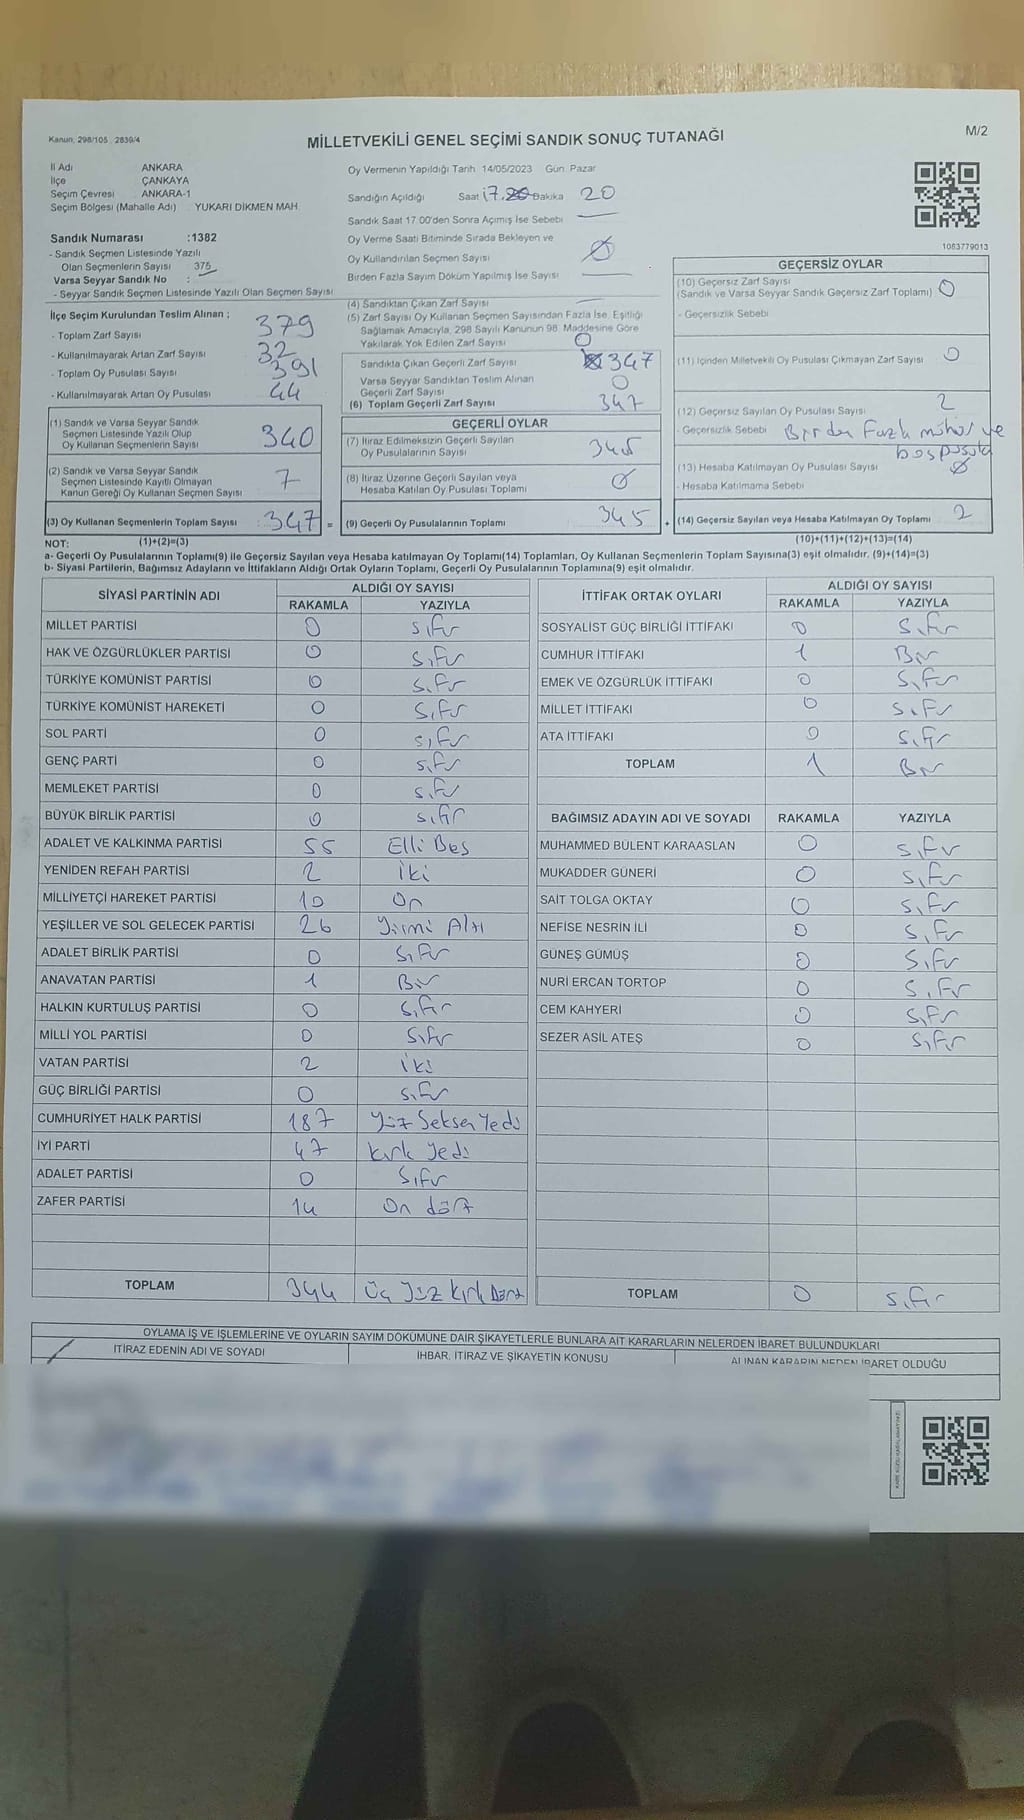 Kanun: 298/105 2839/4
MİLLETVEKİLİ GENEL SEÇİMİ SANDIK SONUÇ TUTANAĞI
M/2
İl Adı ANKARA
İlçe ÇANKAYA
Seçim Çevresi ANKARA-1
Seçim Bölgesi (Mahalle Adı) YUKARI DİKMEN MAH.
Sandık Numarası :1382
- Sandık Seçmen Listesinde Yazılı
Olan Seçmenlerin Sayısı 375
Varsa Seyyar Sandık No :
- Seyyar Sandık Seçmen Listesinde Yazılı Olan Seçmen Sayısı
İlçe Seçim Kurulundan Teslim Alınan ;
- Toplam Zarf Sayısı 379
- Kullanılmayarak Artan Zarf Sayısı 32
- Toplam Oy Pusulası Sayısı 391
- Kullanılmayarak Artan Oy Pusulası 44
(1) Sandık ve Varsa Seyyar Sandık
Seçmen Listesinde Yazılı Olup
Oy Kullanan Seçmenlerin Sayısı 340
(2) Sandık ve Varsa Seyyar Sandık
Seçmen Listesinde Kayıtlı Olmayan
Kanun Gereği Oy Kullanan Seçmen Sayısı 7
(3) Oy Kullanan Seçmenlerin Toplam Sayısı : 347 =
Oy Vermenin Yapıldığı Tarih 14/05/2023 Gün Pazar
Sandığın Açıldığı Saat 17.20 Dakika 20
Sandık Saat 17:00'den Sonra Açımış İse Sebebi
Oy Verme Saati Bitiminde Sırada Bekleyen ve
Oy Kullandırılan Seçmen Sayısı 0
Birden Fazla Sayım Döküm Yapılmış İse Sayısı
(4) Sandıktan Çıkan Zarf Sayısı
(5) Zarf Sayısı Oy Kullanan Seçmen Sayısından Fazla İse, Eşitliği
Sağlamak Amacıyla, 298 Sayılı Kanunun 98. Maddesine Göre
Yakılarak Yok Edilen Zarf Sayısı 0
Sandıkta Çıkan Geçerli Zarf Sayısı 347
Varsa Seyyar Sandıktan Teslim Alınan
Geçerli Zarf Sayısı 0
(6) Toplam Geçerli Zarf Sayısı 347
GEÇERLİ OYLAR
(7) İtiraz Edilmeksizin Geçerli Sayılan
Oy Pusulalarının Sayısı 345
(8) İtiraz Üzerine Geçerli Sayılan veya
Hesaba Katılan Oy Pusulası Toplamı 0
(9) Geçerli Oy Pusulalarının Toplamı 345 +
1083779013
GEÇERSİZ OYLAR
(10) Geçersiz Zarf Sayısı
(Sandık ve Varsa Seyyar Sandık Geçersiz Zarf Toplamı) 0
- Geçersizlik Sebebi
(11) İçinden Milletvekili Oy Pusulası Çıkmayan Zarf Sayısı 0
(12) Geçersiz Sayılan Oy Pusulası Sayısı 2
- Geçersizlik Sebebi Birden Fazla mühür ve
boş pusula
(13) Hesaba Katılmayan Oy Pusulası Sayısı 0
- Hesaba Katılmama Sebebi
(14) Geçersiz Sayılan veya Hesaba Katılmayan Oy Toplamı 2
NOT: (1)+(2)=(3) (10)+(11)+(12)+(13)=(14)
a- Geçerli Oy Pusulalarının Toplamı(9) ile Geçersiz Sayılan veya Hesaba katılmayan Oy Toplamı(14) Toplamları, Oy Kullanan Seçmenlerin Toplam Sayısına(3) eşit olmalıdır. (9)+(14)=(3)
b- Siyasi Partilerin, Bağımsız Adayların ve İttifakların Aldığı Ortak Oyların Toplamı, Geçerli Oy Pusulalarının Toplamına(9) eşit olmalıdır.
SİYASİ PARTİNİN ADI ALDIĞI OY SAYISI
RAKAMLA YAZIYLA
MİLLET PARTİSİ 0 Sıfır
HAK VE ÖZGÜRLÜKLER PARTİSİ 0 Sıfır
TÜRKİYE KOMÜNİST PARTİSİ 0 Sıfır
TÜRKİYE KOMÜNİST HAREKETİ 0 Sıfır
SOL PARTİ 0 Sıfır
GENÇ PARTİ 0 Sıfır
MEMLEKET PARTİSİ 0 Sıfır
BÜYÜK BİRLİK PARTİSİ 0 Sıfır
ADALET VE KALKINMA PARTİSİ 55 Elli Beş
YENİDEN REFAH PARTİSİ 2 İki
MİLLİYETÇİ HAREKET PARTİSİ 10 On
YEŞİLLER VE SOL GELECEK PARTİSİ 26 Yirmi Altı
ADALET BİRLİK PARTİSİ 0 Sıfır
ANAVATAN PARTİSİ 1 Bir
HALKIN KURTULUŞ PARTİSİ 0 Sıfır
MİLLİ YOL PARTİSİ 0 Sıfır
VATAN PARTİSİ 2 İki
GÜÇ BİRLİĞİ PARTİSİ 0 Sıfır
CUMHURİYET HALK PARTİSİ 187 Yüz Seksen Yedi
İYİ PARTİ 47 Kırk Yedi
ADALET PARTİSİ 0 Sıfır
ZAFER PARTİSİ 14 On dört
TOPLAM 344 Üç Yüz Kırk Dört
İTTİFAK ORTAK OYLARI ALDIĞI OY SAYISI
RAKAMLA YAZIYLA
SOSYALİST GÜÇ BİRLİĞİ İTTİFAKI 0 Sıfır
CUMHUR İTTİFAKI 1 Bir
EMEK VE ÖZGÜRLÜK İTTİFAKI 0 Sıfır
MİLLET İTTİFAKI 0 Sıfır
ATA İTTİFAKI 0 Sıfır
TOPLAM 1 Bir
BAĞIMSIZ ADAYIN ADI VE SOYADI RAKAMLA YAZIYLA
MUHAMMED BÜLENT KARAASLAN 0 Sıfır
MUKADDER GÜNERİ 0 Sıfır
SAİT TOLGA OKTAY 0 Sıfır
NEFİSE NESRİN İLİ 0 Sıfır
GÜNEŞ GÜMÜŞ 0 Sıfır
NURİ ERCAN TORTOP 0 Sıfır
CEM KAHYERİ 0 Sıfır
SEZER ASİL ATEŞ 0 Sıfır
TOPLAM 0 Sıfır
OYLAMA İŞ VE İŞLEMLERİNE VE OYLARIN SAYIM DÖKÜMÜNE DAİR ŞİKAYETLERLE BUNLARA AİT KARARLARIN NELERDEN İBARET BULUNDUKLARI
İTİRAZ EDENİN ADI VE SOYADI İHBAR, İTİRAZ VE ŞİKAYETİN KONUSU ALINAN KARARIN NEDEN İBARET OLDUĞU